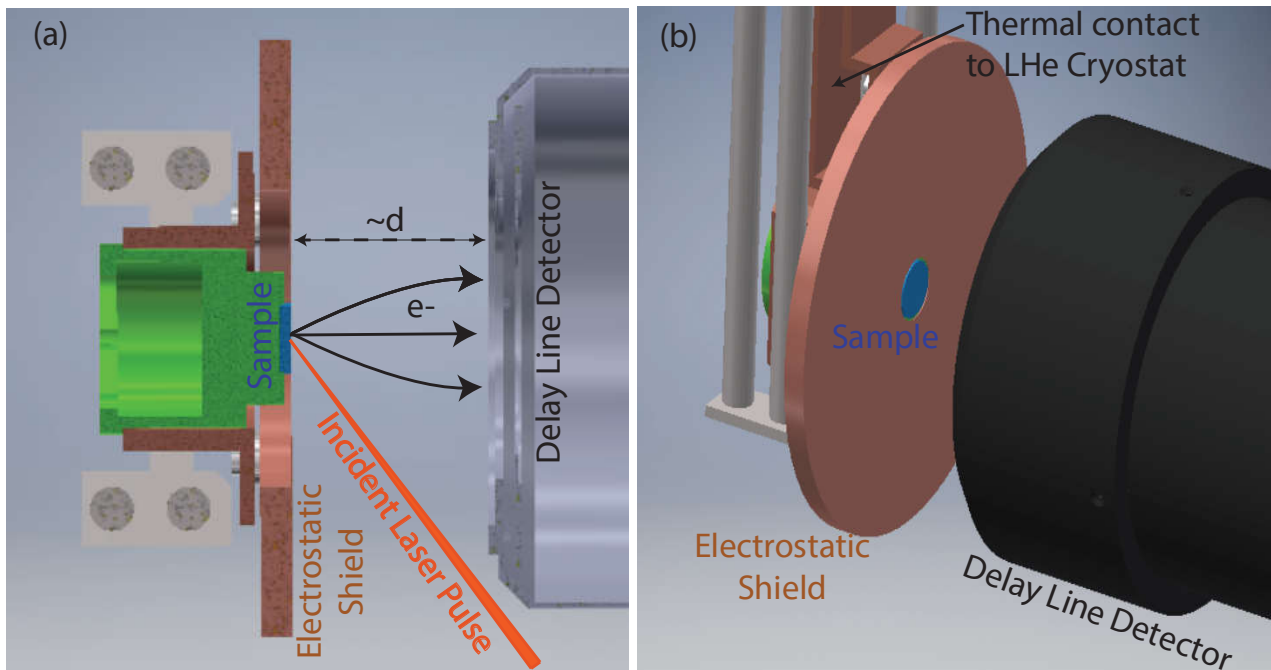 (a)
~d
e-
Sample
Delay Line Detector
Incident Laser Pulse
Electrostatic
Shield
(b)
Thermal contact
to LHe Cryostat
Sample
Electrostatic
Shield
Delay Line Detector